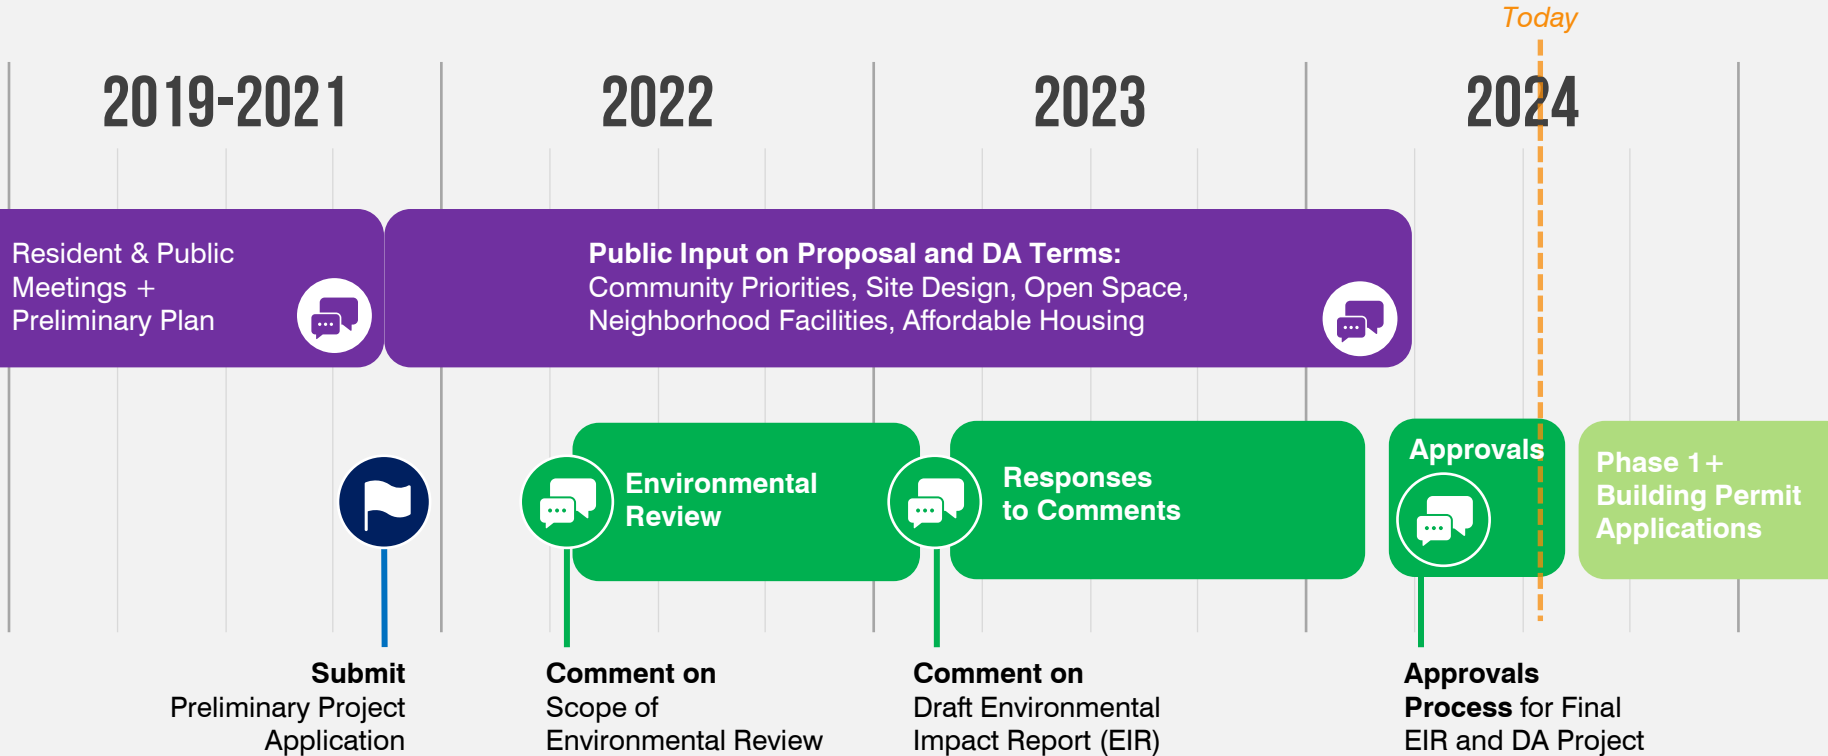 Today
2019-2021
2022
2023
2024
Resident & Public
Meetings +
Preliminary Plan
Public Input on Proposal and DA Terms:
Community Priorities, Site Design, Open Space,
Neighborhood Facilities, Affordable Housing
Environmental
Review
Responses
to Comments
Approvals
Phase 1+
Building Permit
Applications
Submit
Preliminary Project
Application
Comment on
Scope of
Environmental Review
Comment on
Draft Environmental
Impact Report (EIR)
Approvals
Process for Final
EIR and DA Project